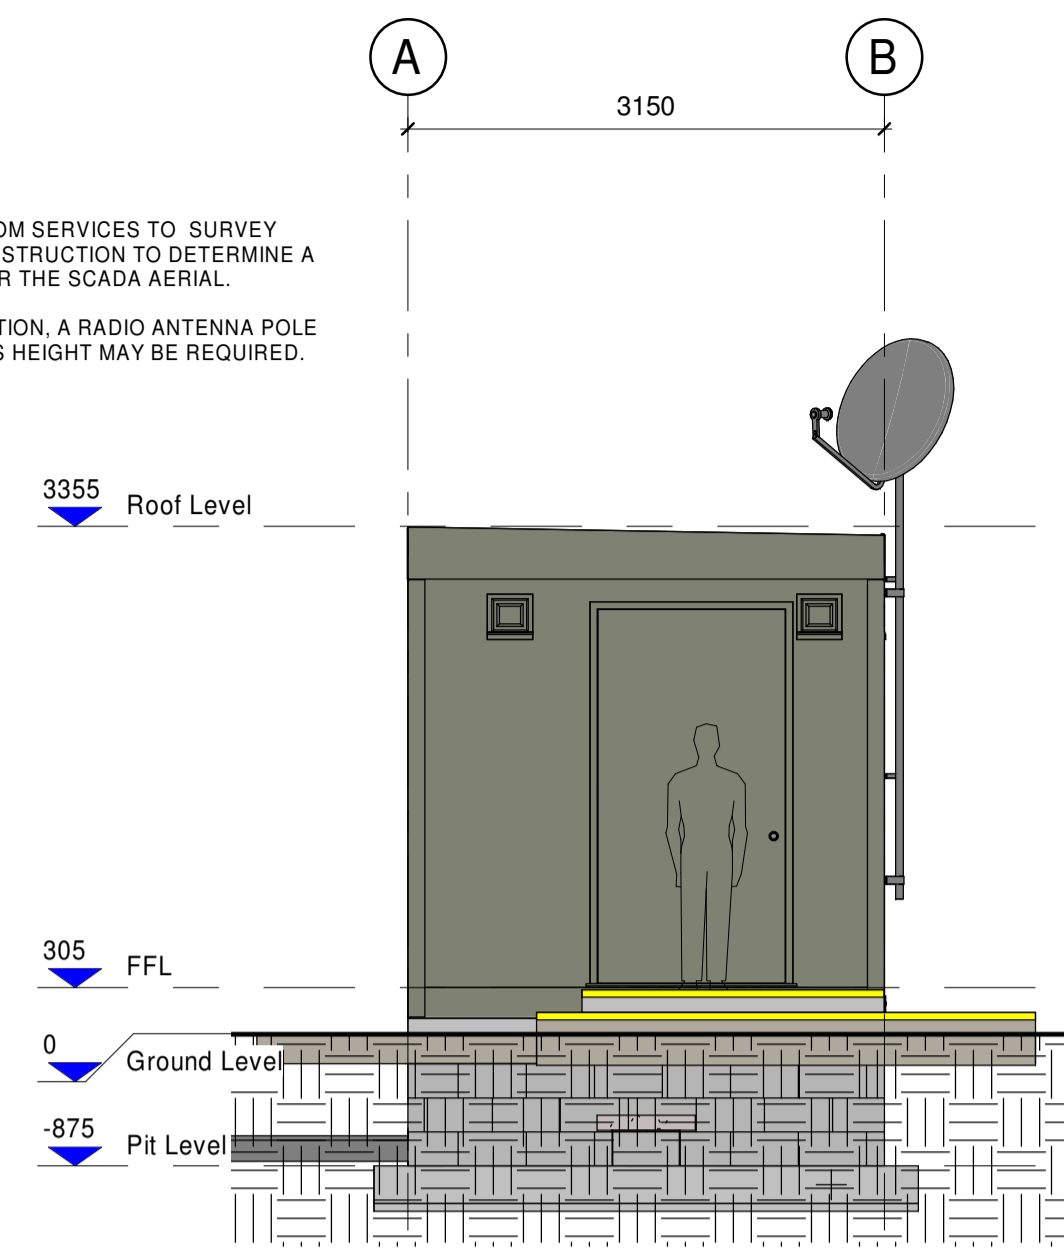 A
B
3150
OM SERVICES TO SURVEY
STRUCTION TO DETERMINE A
R THE SCADA AERIAL.
TION, A RADIO ANTENNA POLE
S HEIGHT MAY BE REQUIRED.
3355
Roof Level
305
FFL
0
Ground Level
-875
Pit Level